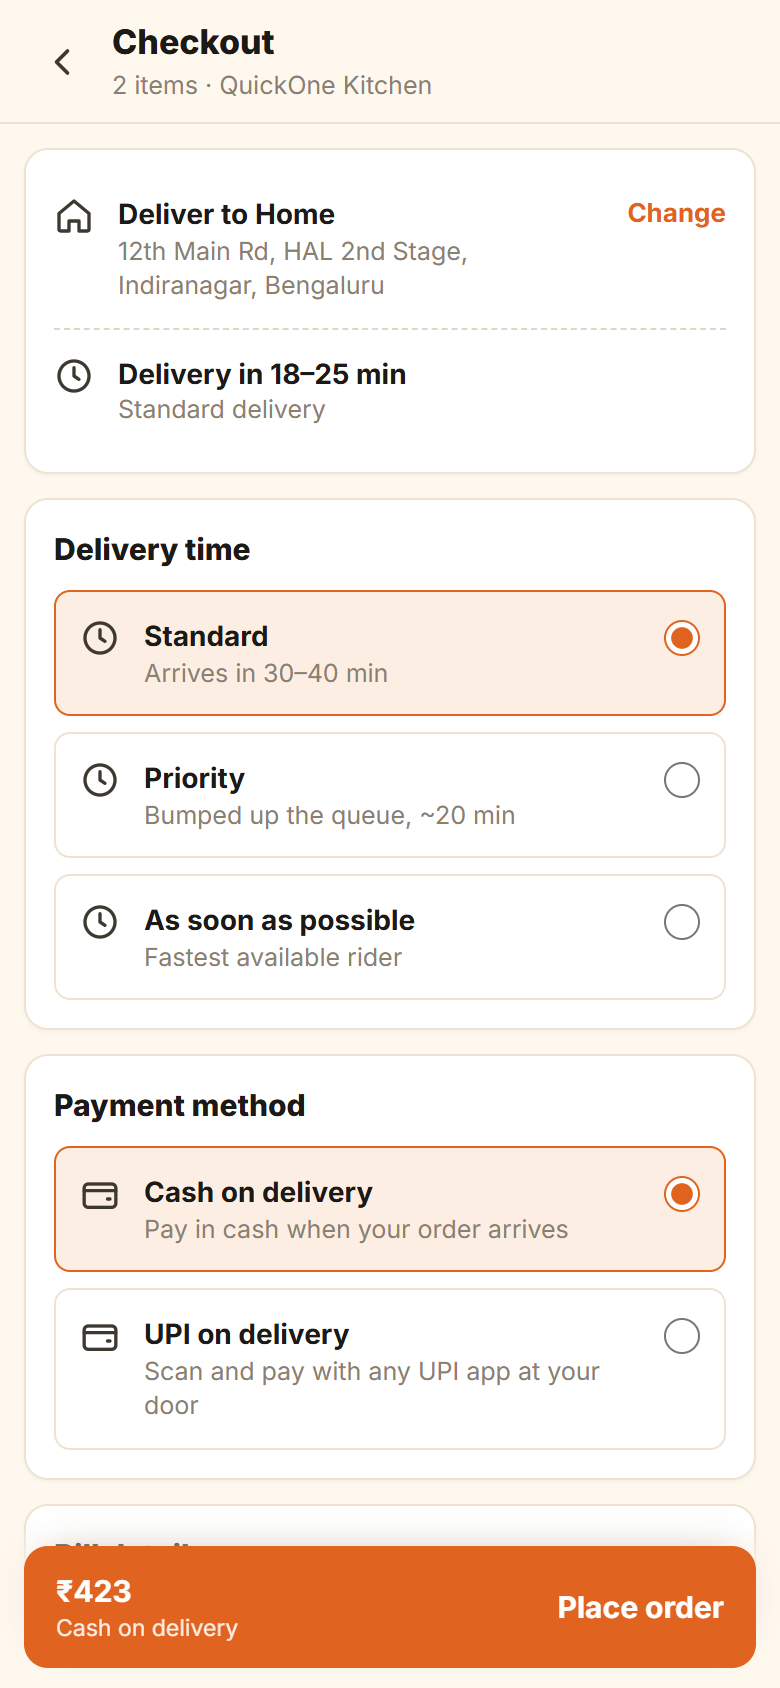 Checkout
2 items · QuickOne Kitchen
Deliver to Home
Change
12th Main Rd, HAL 2nd Stage,
Indiranagar, Bengaluru
Delivery in 18–25 min
Standard delivery
Delivery time
Standard
Arrives in 30–40 min
Priority
Bumped up the queue, ~20 min
As soon as possible
Fastest available rider
Payment method
Cash on delivery
Pay in cash when your order arrives
UPI on delivery
Scan and pay with any UPI app at your
door
₹423
Cash on delivery
Place order